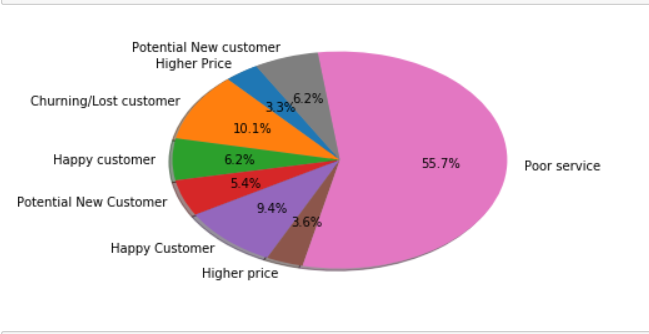 Potential New customer
Higher Price
6.2%
3.3%
Churning/Lost customer
10.1%
Happy customer
6.2%
55.7%
Poor service
5.4%
Potential New Customer
9.4%
3.6%
Happy Customer
Higher price